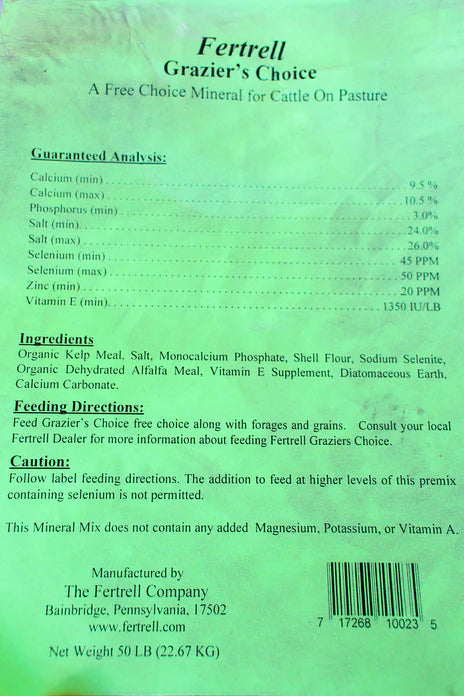 Fertrell
Grazier's Choice
A Free Choice Mineral for Cattle On Pasture
Guaranteed Analysis:
Calcium (min) 9.5 %
Calcium (max) 10.5 %
Phosphorus (min) 3.0%
Salt (min) 24.0%
Salt (max) 26.0%
Selenium (min) 45 PPM
Selenium (max) 50 PPM
Zinc (min) 20 PPM
Vitamin E (min) 1350 IU/LB
Ingredients
Organic Kelp Meal, Salt, Monocalcium Phosphate, Shell Flour, Sodium Selenite,
Organic Dehydrated Alfalfa Meal, Vitamin E Supplement, Diatomaceous Earth,
Calcium Carbonate.
Feeding Directions:
Feed Grazier's Choice free choice along with forages and grains. Consult your local
Fertrell Dealer for more information about feeding Fertrell Graziers Choice.
Caution:
Follow label feeding directions. The addition to feed at higher levels of this premix
containing selenium is not permitted.
This Mineral Mix does not contain any added Magnesium, Potassium, or Vitamin A.
Manufactured by
The Fertrell Company
Bainbridge, Pennsylvania, 17502
www.fertrell.com
Net Weight 50 LB (22.67 KG)
7 17268 10023 5